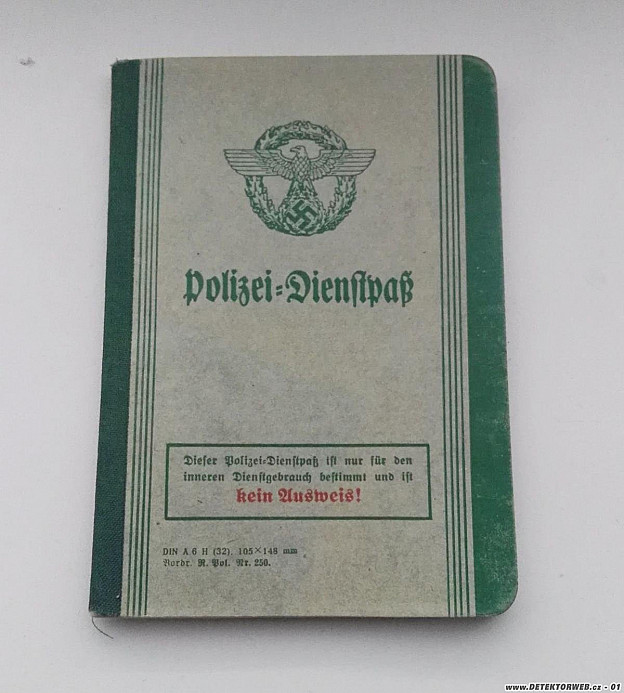 Polizei=Dienstpaß
Dieser Polizei=Dienstpaß ist nur für den
inneren Dienstgebrauch bestimmt und ist
kein Ausweis!
DIN A 6 H (32). 105×148 mm
Vordr. R. Pol. Nr. 250.
www.DETEKTORWEB.cz - 01